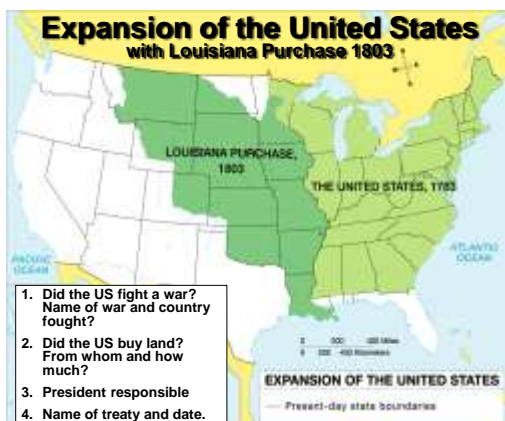 Expansion of the United States
with Louisiana Purchase 1803
LOUISIANA PURCHASE,
1803
THE UNITED STATES, 1783
PACIFIC
OCEAN
ATLANTIC
OCEAN
1. Did the US fight a war?
Name of war and country
fought?
2. Did the US buy land?
From whom and how
much?
3. President responsible
4. Name of treaty and date.
EXPANSION OF THE UNITED STATES
Present-day state boundaries